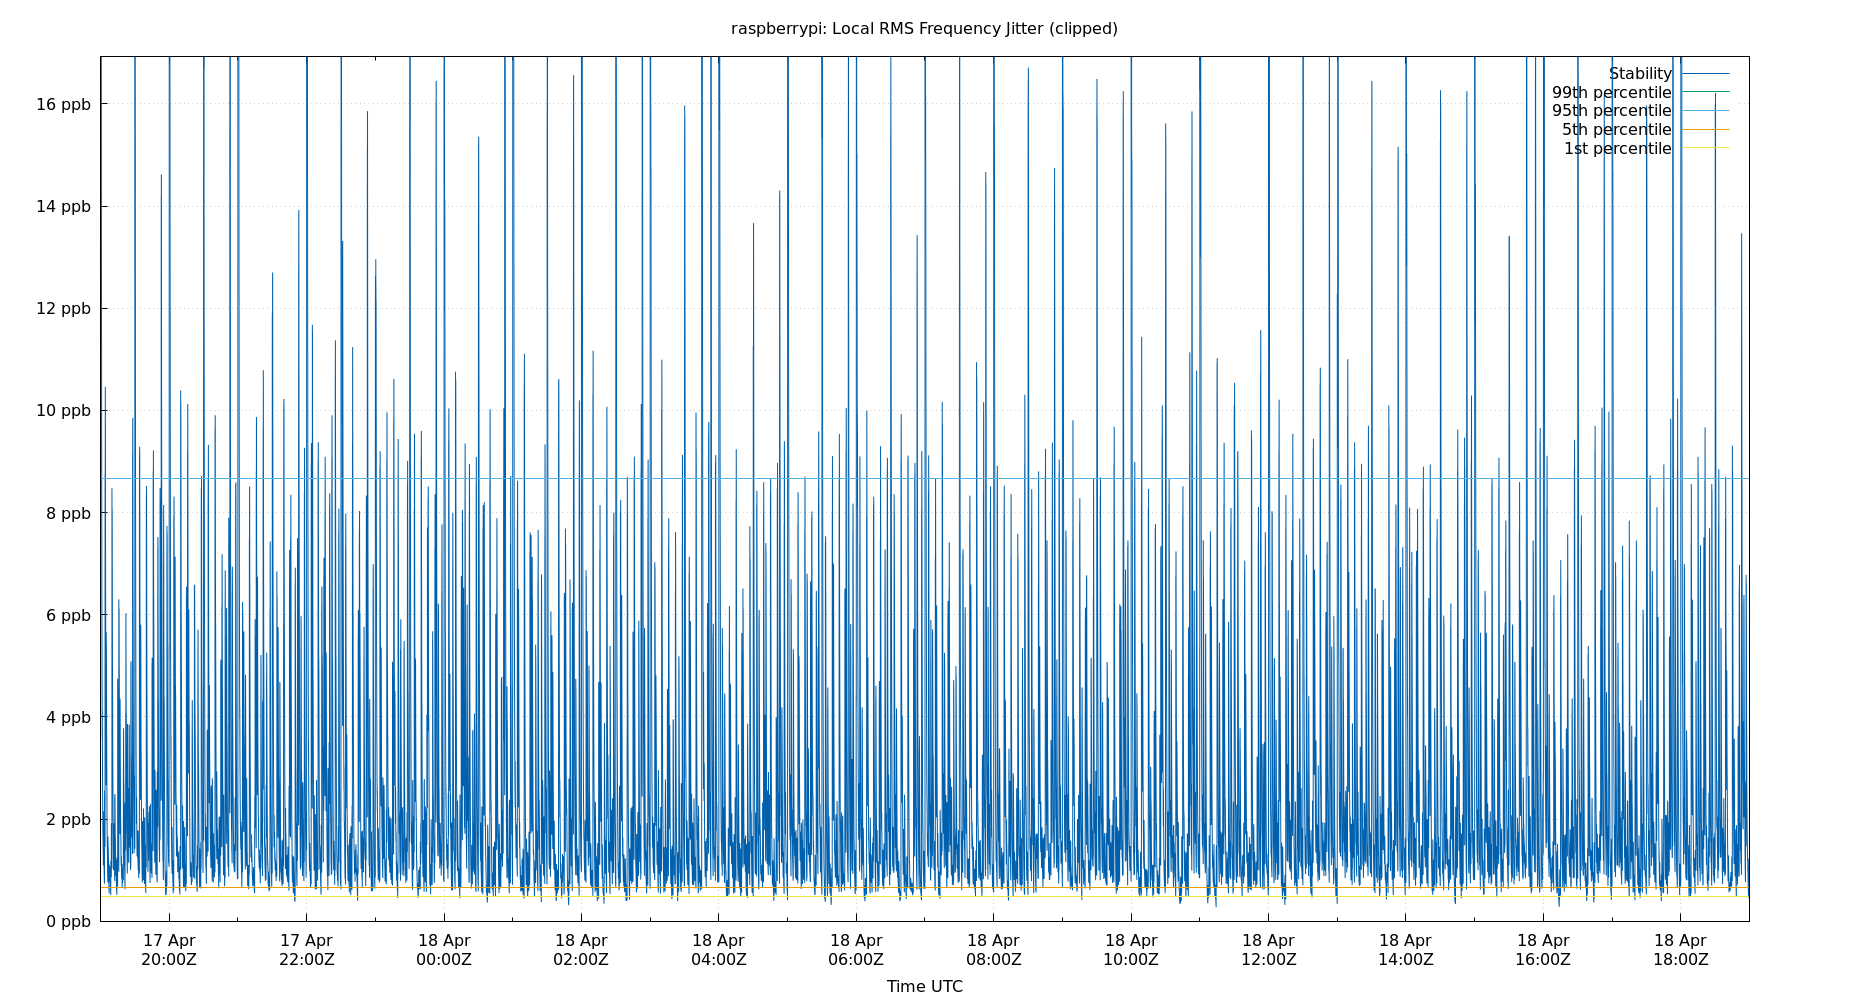 raspberrypi: Local RMS Frequency Jitter (clipped)
Stability
99th percentile
95th percentile
5th percentile
1st percentile
16 ppb
14 ppb
12 ppb
10 ppb
8 ppb
6 ppb
4 ppb
2 ppb
0 ppb
17 Apr 17 Apr 18 Apr 18 Apr 18 Apr 18 Apr 18 Apr 18 Apr 18 Apr 18 Apr 18 Apr 18 Apr
20:00Z 22:00Z 00:00Z 02:00Z 04:00Z 06:00Z 08:00Z 10:00Z 12:00Z 14:00Z 16:00Z 18:00Z
Time UTC